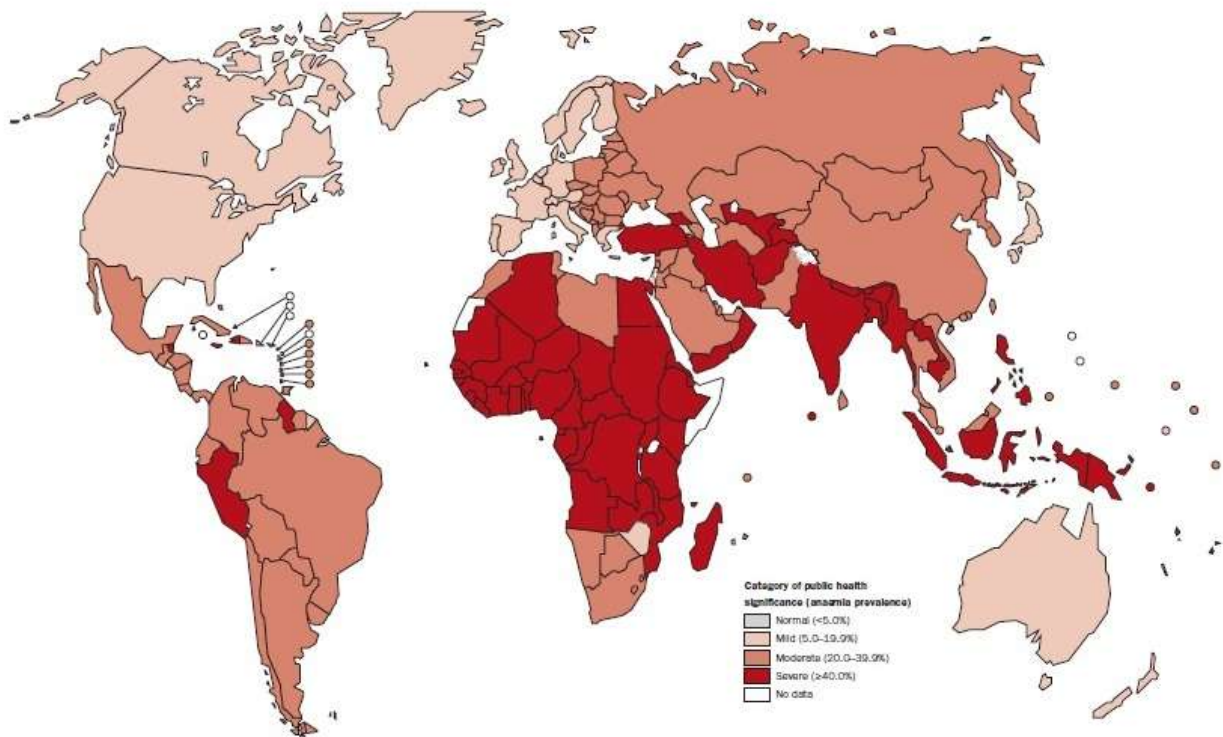 Category of public health
significance (anaemia prevalence)
Normal (<5.0%)
Mild (5.0–19.9%)
Moderate (20.0–39.9%)
Severe (≥40.0%)
No data